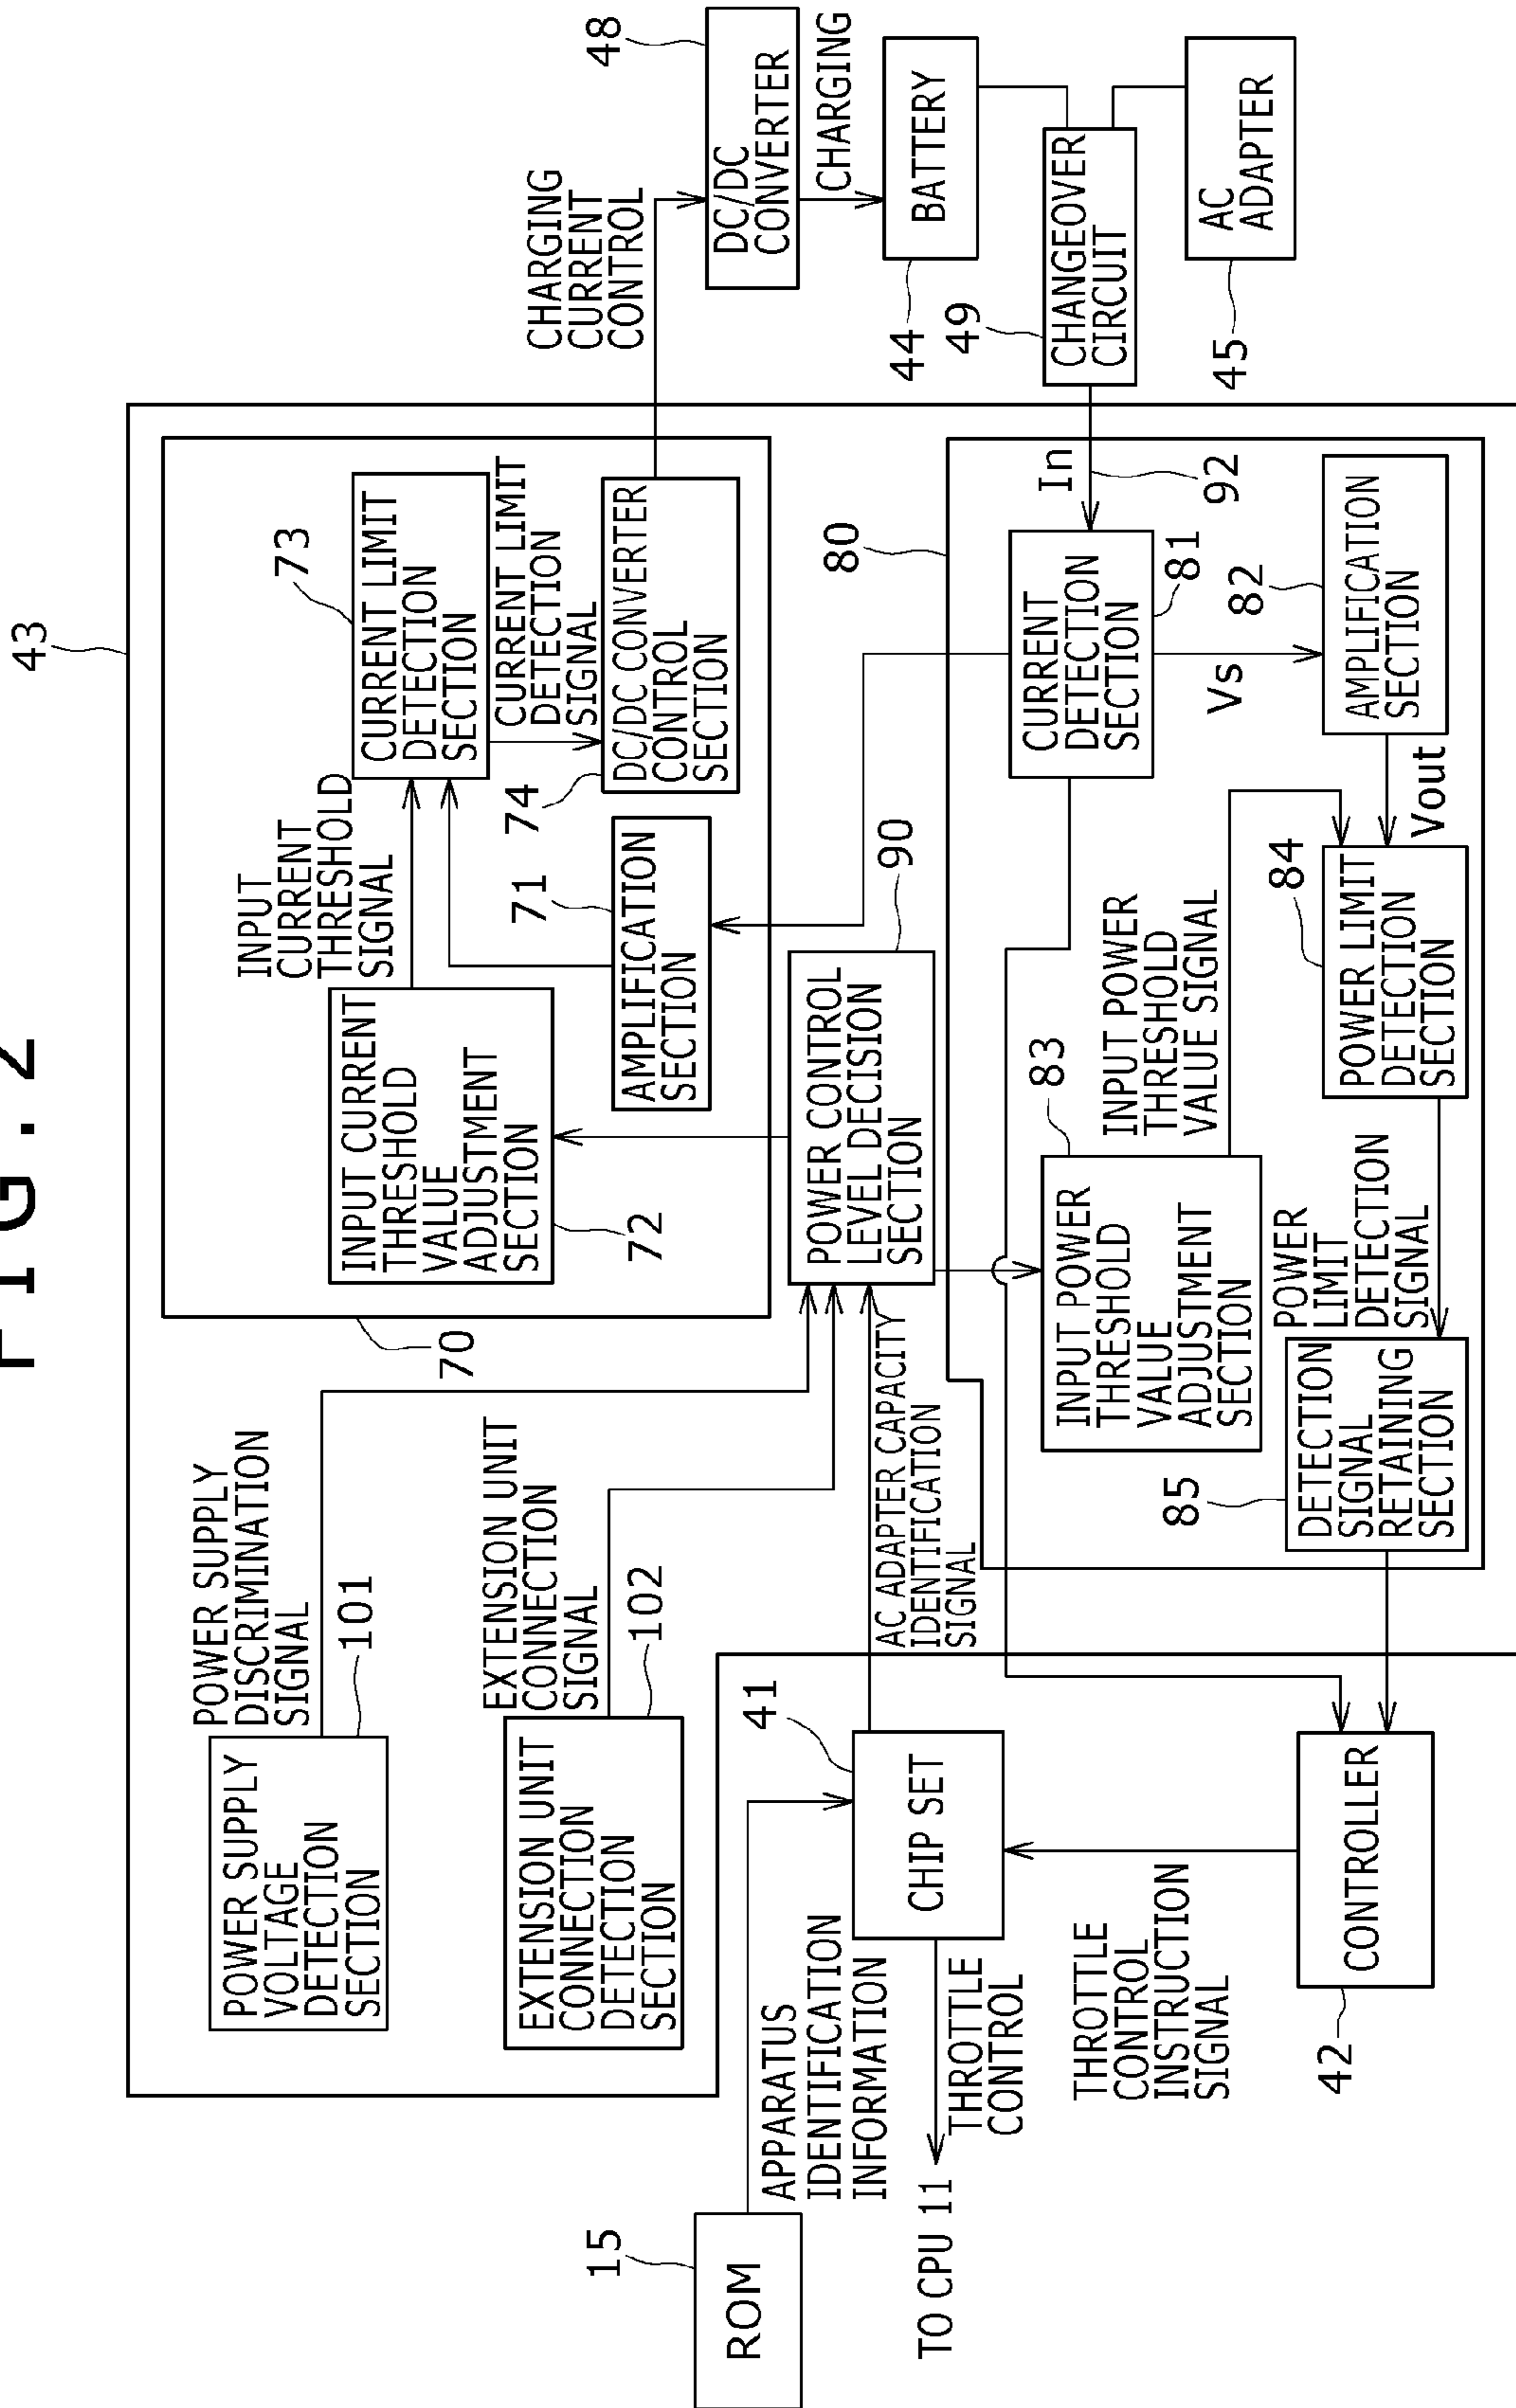 FIG. 2
43
POWER SUPPLY
DISCRIMINATION
SIGNAL
101
POWER SUPPLY
VOLTAGE
DETECTION
SECTION
EXTENSION UNIT
CONNECTION
SIGNAL
102
EXTENSION UNIT
CONNECTION
DETECTION
SECTION
70
INPUT CURRENT
THRESHOLD
VALUE
ADJUSTMENT
SECTION
72
INPUT
CURRENT
THRESHOLD
SIGNAL
71
AMPLIFICATION
SECTION
73
CURRENT LIMIT
DETECTION
SECTION
CURRENT LIMIT
DETECTION
SIGNAL
74
DC/DC CONVERTER
CONTROL
SECTION
CHARGING
CURRENT
CONTROL
48
DC/DC
CONVERTER
CHARGING
BATTERY
44
49
CHANGEOVER
CIRCUIT
AC
ADAPTER
45
15
ROM
APPARATUS
IDENTIFICATION
INFORMATION
41
CHIP SET
TO CPU 11
THROTTLE
CONTROL
AC ADAPTER CAPACITY
IDENTIFICATION
SIGNAL
POWER CONTROL
LEVEL DECISION
SECTION
90
80
In
92
CURRENT
DETECTION
SECTION
81
Vs
82
AMPLIFICATION
SECTION
Vout
83
INPUT POWER
THRESHOLD
VALUE
ADJUSTMENT
SECTION
INPUT POWER
THRESHOLD
VALUE SIGNAL
84
POWER LIMIT
DETECTION
SECTION
POWER
LIMIT
DETECTION
SIGNAL
85
DETECTION
SIGNAL
RETAINING
SECTION
THROTTLE
CONTROL
INSTRUCTION
SIGNAL
CONTROLLER
42